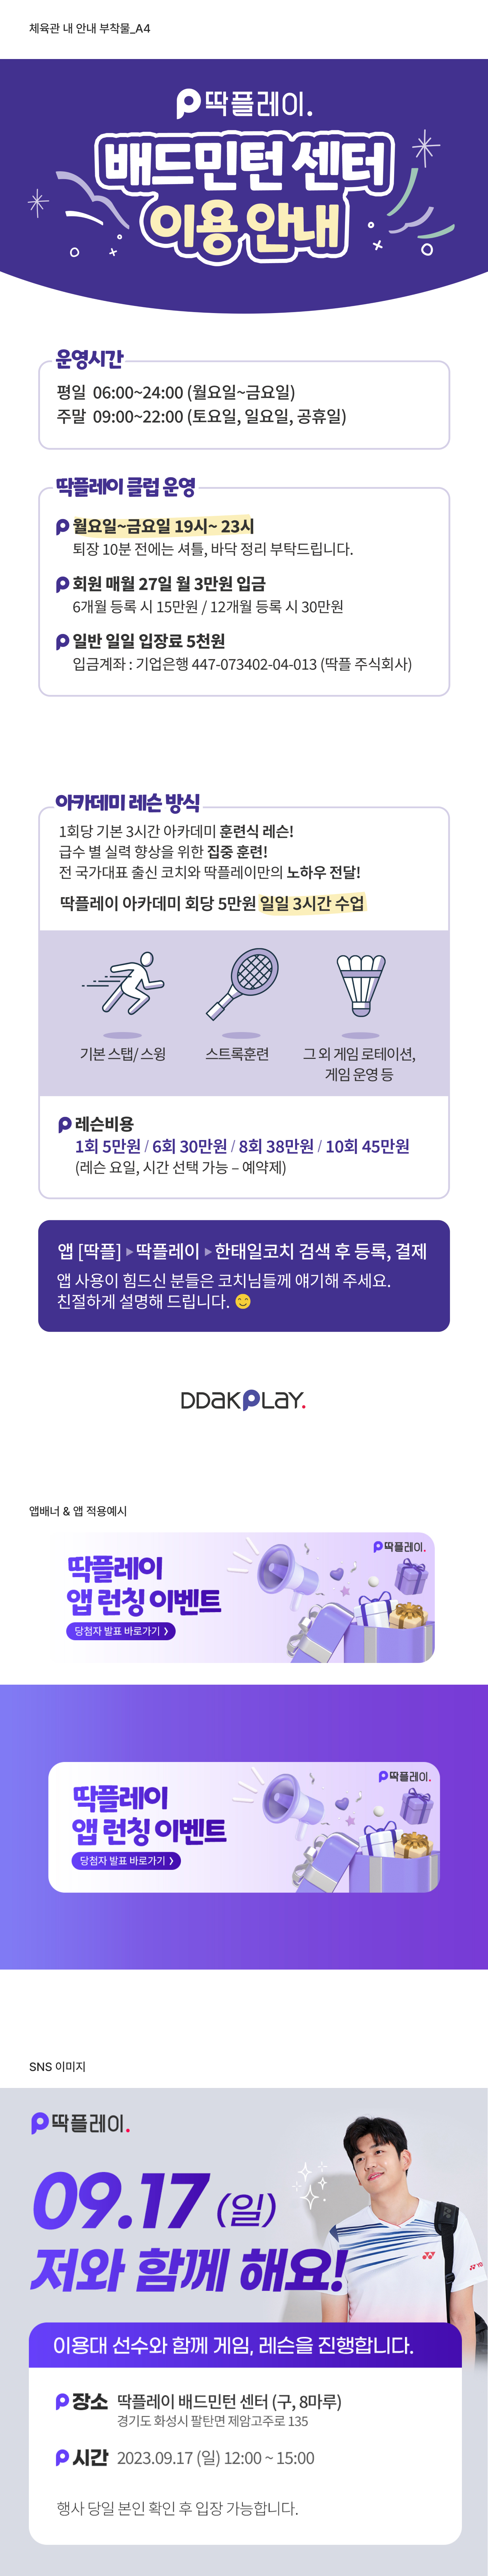 체육관 내 안내 부착물_A4
딱플레이.
배드민턴 센터
이용 안내
운영시간
평일 06:00~24:00 (월요일~금요일)
주말 09:00~22:00 (토요일, 일요일, 공휴일)
딱플레이 클럽 운영
월요일~금요일 19시~ 23시
퇴장 10분 전에는 셔틀, 바닥 정리 부탁드립니다.
회원 매월 27일 월 3만원 입금
6개월 등록 시 15만원 / 12개월 등록 시 30만원
일반 일일 입장료 5천원
입금계좌 : 기업은행 447-073402-04-013 (딱플 주식회사)
아카데미 레슨 방식
1회당 기본 3시간 아카데미 훈련식 레슨!
급수 별 실력 향상을 위한 집중 훈련!
전 국가대표 출신 코치와 딱플레이만의 노하우 전달!
딱플레이 아카데미 회당 5만원 일일 3시간 수업
기본 스탭/ 스윙
스트록훈련
그 외 게임 로테이션,
게임 운영 등
레슨비용
1회 5만원 / 6회 30만원 / 8회 38만원 / 10회 45만원
(레슨 요일, 시간 선택 가능 – 예약제)
앱 [딱플] ▶ 딱플레이 ▶ 한태일코치 검색 후 등록, 결제
앱 사용이 힘드신 분들은 코치님들께 얘기해 주세요.
친절하게 설명해 드립니다. 😊
DDAKPLAY.
앱배너 & 앱 적용예시
딱플레이.
딱플레이
앱 런칭 이벤트
당첨자 발표 바로가기 〉
딱플레이.
딱플레이
앱 런칭 이벤트
당첨자 발표 바로가기 〉
SNS 이미지
딱플레이.
09.17 (일)
저와 함께 해요!
이용대 선수와 함께 게임, 레슨을 진행합니다.
장소 딱플레이 배드민턴 센터 (구, 8마루)
경기도 화성시 팔탄면 제암고주로 135
시간 2023.09.17 (일) 12:00 ~ 15:00
행사 당일 본인 확인 후 입장 가능합니다.